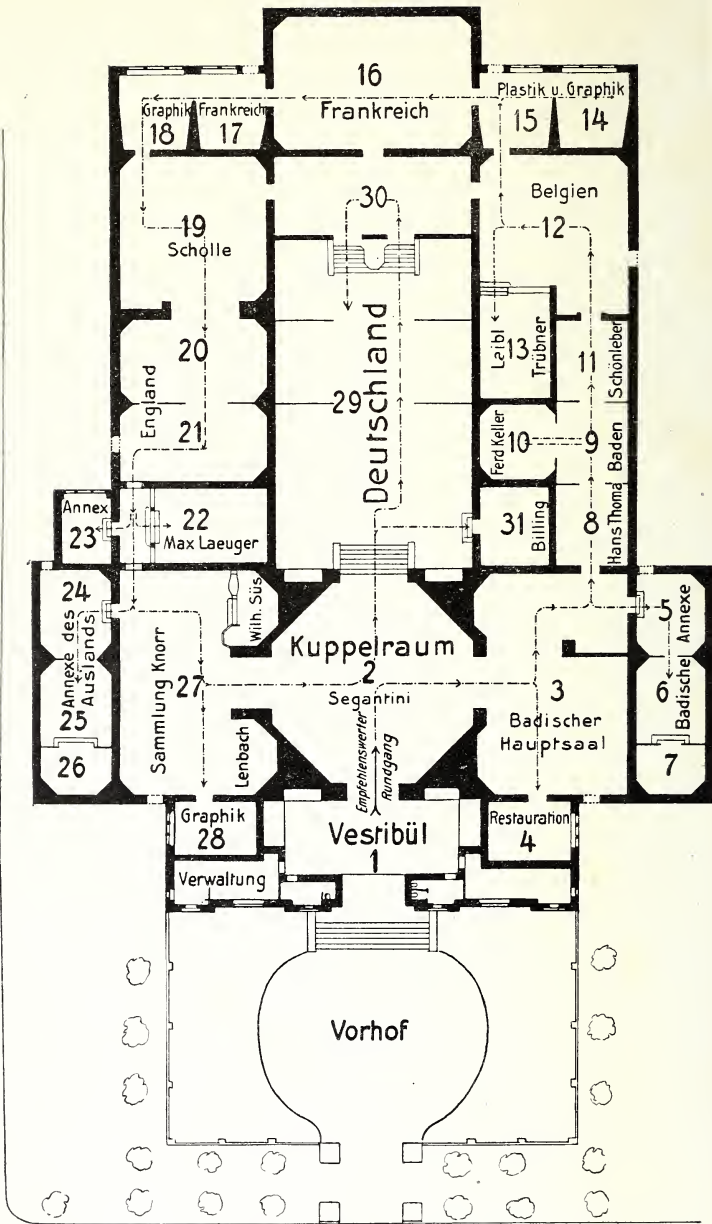 16
Frankreich
Graphik
18
Frankreich
17
Plastik u. Graphik
15
14
19
Scholle
30
Belgien
12
20
21
England
29
Deutschland
13
Laibl
Trübner
11
Schönleber
10
Ferd Keller
9
Baden
8
Hans Thoma
31
Billing
Annex
23
22
Max Laeuger
24
25
Annexe des
Auslands
26
27
Sammlung Knorr
Wilh. Süs
Lenbach
Kuppelraum
2
Segantini
Empfehlenswerter
Rundgang
3
Badischer
Hauptsaal
5
6
Badische Annexe
7
Graphik
28
Vestibül
1
Restauration
4
Verwaltung
Vorhof